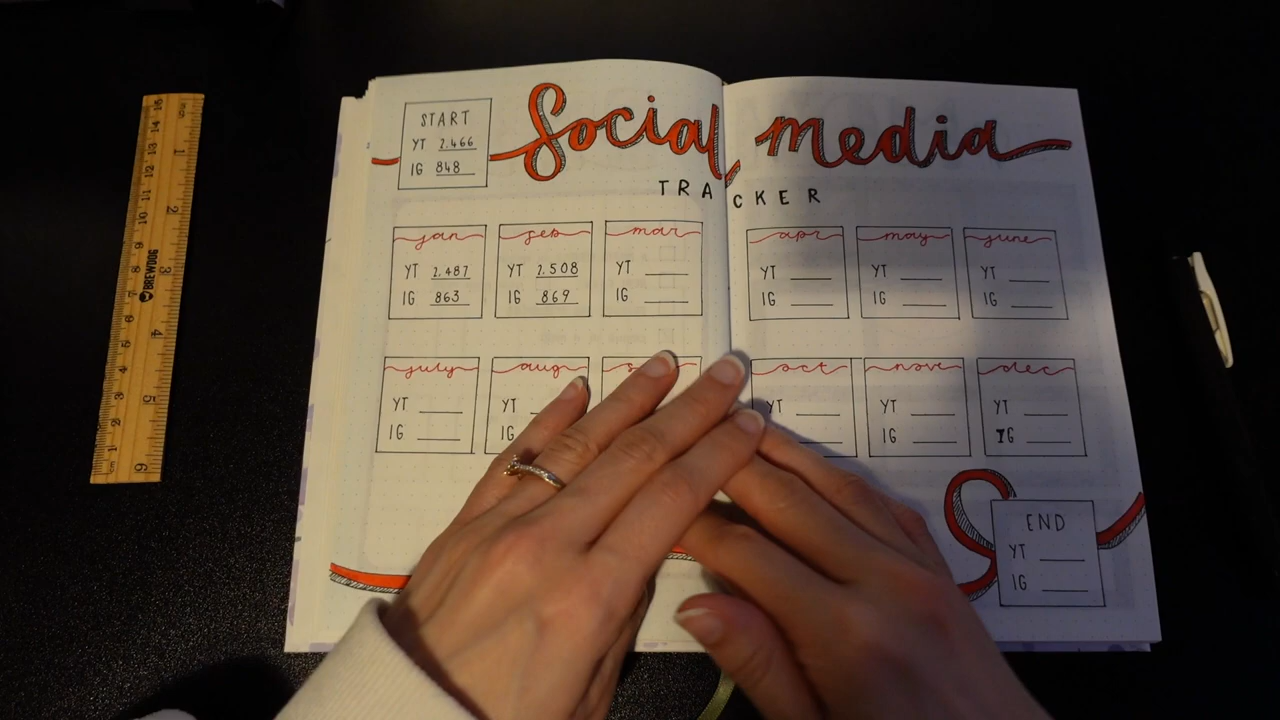 START
YT 2.466
IG 848
Social media
TRACKER
jan
YT 2.487
IG 863
feb
YT 2.508
IG 869
mar
YT
IG
apr
YT
IG
may
YT
IG
june
YT
IG
july
YT
IG
aug
YT
IG
oct
YT
nov
YT
IG
dec
YT
IG
END
YT
IG
BREWDOG